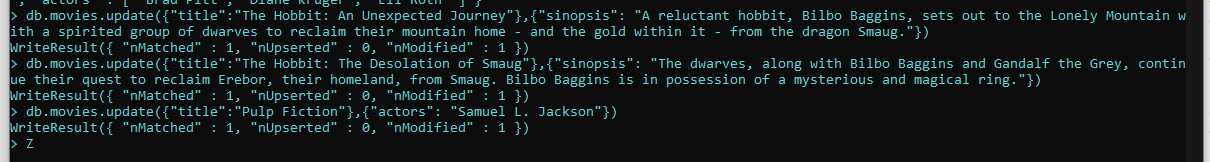 , "actors" : [ "Brad Pitt", "Diane Kruger", "Eli Roth" ] }
> db.movies.update({"title":"The Hobbit: An Unexpected Journey"},{"sinopsis": "A reluctant hobbit, Bilbo Baggins, sets out to the Lonely Mountain w
ith a spirited group of dwarves to reclaim their mountain home - and the gold within it - from the dragon Smaug."})
WriteResult({ "nMatched" : 1, "nUpserted" : 0, "nModified" : 1 })
> db.movies.update({"title":"The Hobbit: The Desolation of Smaug"},{"sinopsis": "The dwarves, along with Bilbo Baggins and Gandalf the Grey, contin
ue their quest to reclaim Erebor, their homeland, from Smaug. Bilbo Baggins is in possession of a mysterious and magical ring."})
WriteResult({ "nMatched" : 1, "nUpserted" : 0, "nModified" : 1 })
> db.movies.update({"title":"Pulp Fiction"},{"actors": "Samuel L. Jackson"})
WriteResult({ "nMatched" : 1, "nUpserted" : 0, "nModified" : 1 })
> Z